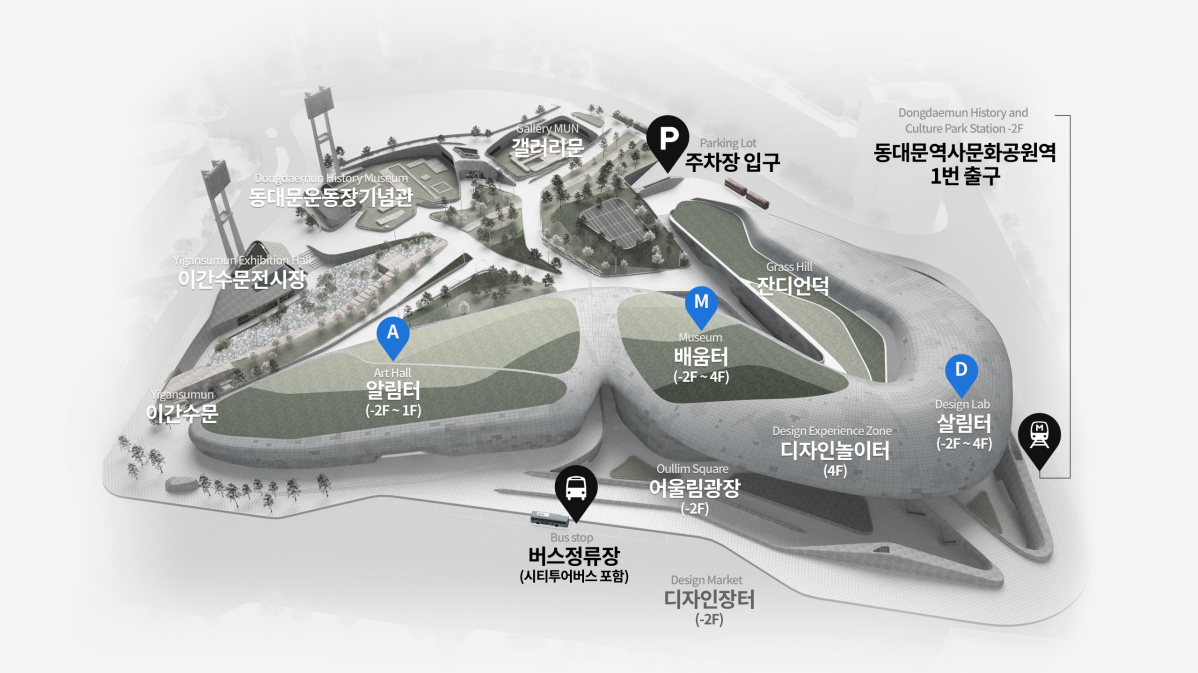 Gallery MUN
갤러리문
Parking Lot
주차장 입구
P
Dongdaemun History and
Culture Park Station -2F
동대문역사문화공원역
1번 출구
Dongdaemun History Museum
동대문운동장기념관
Yigansumun Exhibition Hall
이간수문전시장
Grass Hill
잔디언덕
A
Art Hall
알림터
(-2F ~ 1F)
M
Museum
배움터
(-2F ~ 4F)
D
Design Lab
살림터
(-2F ~ 4F)
Yigansumun
이간수문
Design Experience Zone
디자인놀이터
(4F)
M
Oullim Square
어울림광장
(-2F)
Bus stop
버스정류장
(시티투어버스 포함)
Design Market
디자인장터
(-2F)